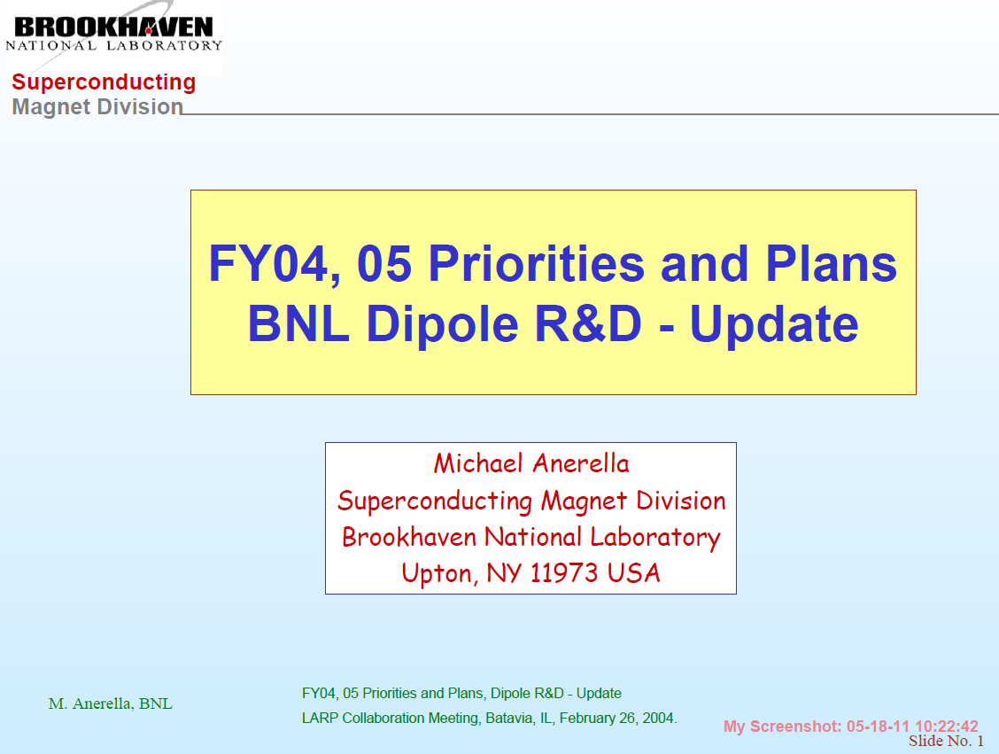 BROOKHAVEN
NATIONAL LABORATORY
Superconducting
Magnet Division
FY04, 05 Priorities and Plans
BNL Dipole R&D - Update
Michael Anerella
Superconducting Magnet Division
Brookhaven National Laboratory
Upton, NY 11973 USA
M. Anerella, BNL
FY04, 05 Priorities and Plans, Dipole R&D - Update
LARP Collaboration Meeting, Batavia, IL, February 26, 2004.
My Screenshot: 05-18-11 10:22:42
Slide No. 1